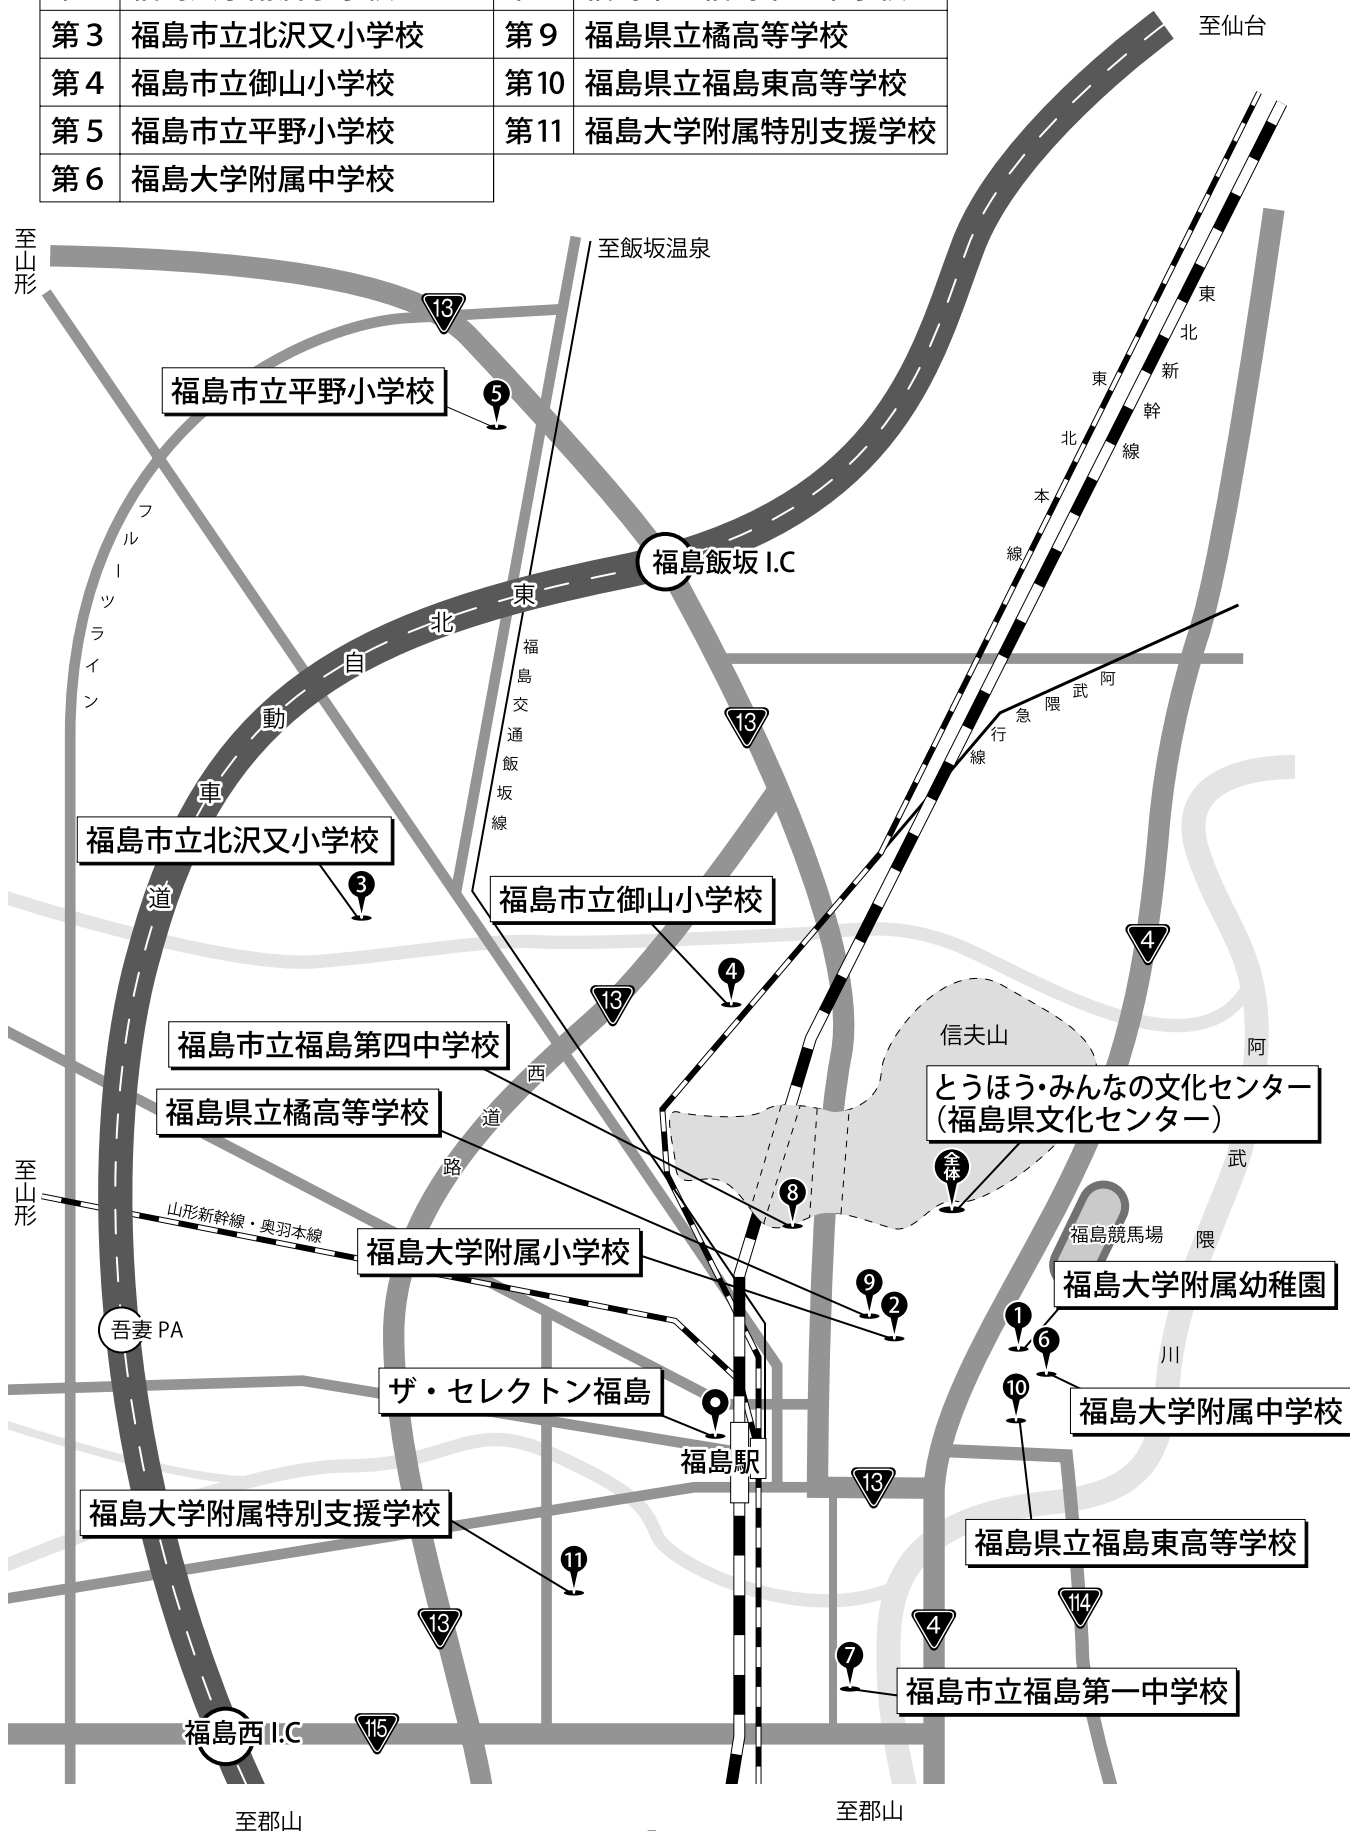 第3 福島市立北沢又小学校 第9 福島県立橘高等学校
第4 福島市立御山小学校 第10 福島県立福島東高等学校
第5 福島市立平野小学校 第11 福島大学附属特別支援学校
第6 福島大学附属中学校
至仙台
至山形
至飯坂温泉
13
東北新幹線
東北本線
福島市立平野小学校
5
フルーツライン
福島飯坂 I.C
東北自動車道
福島交通飯坂線
阿武隈急行線
13
福島市立北沢又小学校
3
福島市立御山小学校
4
4
13
信夫山
福島市立福島第四中学校
西道路
阿武隈川
とうほう・みんなの文化センター
（福島県文化センター）
福島県立橘高等学校
全体
至山形
山形新幹線・奥羽本線
8
福島競馬場
福島大学附属小学校
9
2
福島大学附属幼稚園
1
6
吾妻 PA
ザ・セレクトン福島
10
福島大学附属中学校
福島駅
13
福島大学附属特別支援学校
福島県立福島東高等学校
11
13
4
114
7
福島市立福島第一中学校
福島西 I.C
115
至郡山
至郡山